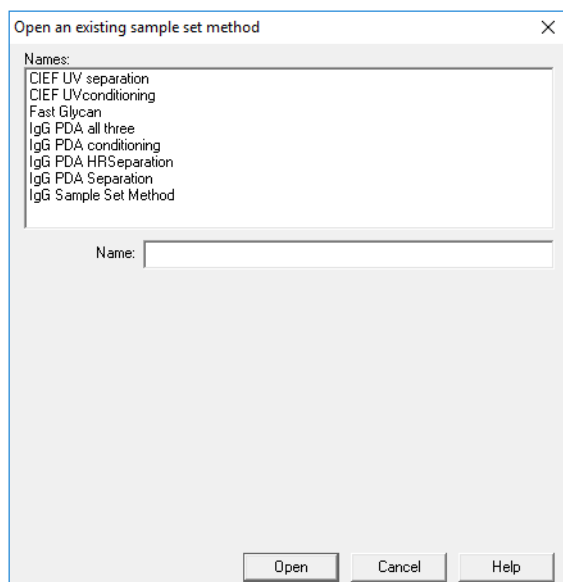 Open an existing sample set method
Names:
CIEF UV separation
CIEF UVconditioning
Fast Glycan
IgG PDA all three
IgG PDA conditioning
IgG PDA HRSeparation
IgG PDA Separation
IgG Sample Set Method
Name:
Open Cancel Help